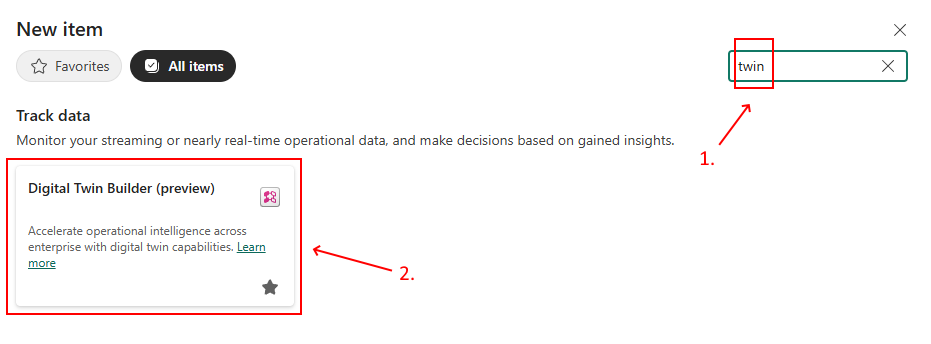 New item
Favorites
All items
twin
Track data
Monitor your streaming or nearly real-time operational data, and make decisions based on gained insights.
1.
Digital Twin Builder (preview)
Accelerate operational intelligence across
enterprise with digital twin capabilities. Learn
more
2.